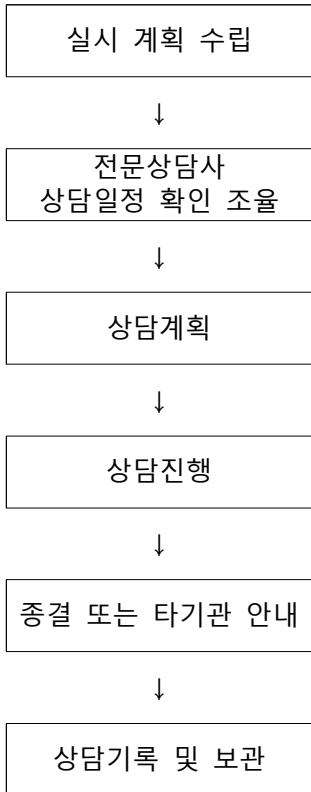 실시 계획 수립
↓
전문상담사
상담일정 확인 조율
↓
상담계획
↓
상담진행
↓
종결 또는 타기관 안내
↓
상담기록 및 보관